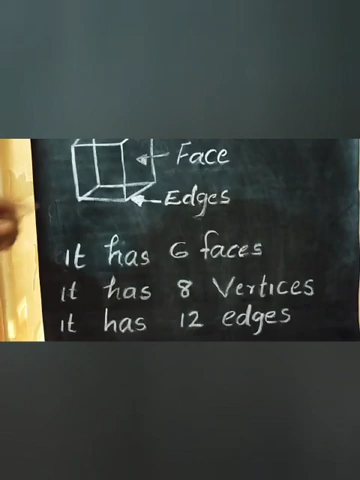 Face
Edges
it has 6 faces
it has 8 Vertices
it has 12 edges